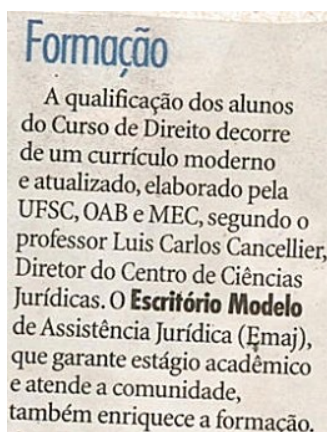 Formação
A qualificação dos alunos
do Curso de Direito decorre
de um currículo moderno
e atualizado, elaborado pela
UFSC, OAB e MEC, segundo o
professor Luis Carlos Cancellier,
Diretor do Centro de Ciências
Jurídicas. O Escritório Modelo
de Assistência Jurídica (Emaj),
que garante estágio acadêmico
e atende a comunidade,
também enriquece a formação.